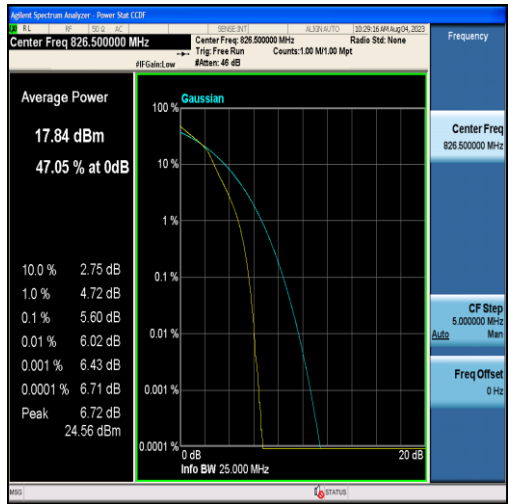 Agilent Spectrum Analyzer - Power Stat CCDF
RL RF 50 Ω AC SENSE:INT ALIGN AUTO 10:29:16 AM Aug 04, 2023
Center Freq 826.500000 MHz
Center Freq: 826.500000 MHz Radio Std: None
Trig: Free Run Counts:1.00 M/1.00 Mpt
#IFGain:Low #Atten: 46 dB
Frequency
Average Power
17.84 dBm
47.05 % at 0dB
10.0 % 2.75 dB
1.0 % 4.72 dB
0.1 % 5.60 dB
0.01 % 6.02 dB
0.001 % 6.43 dB
0.0001 % 6.71 dB
Peak 6.72 dB
24.56 dBm
100 % Gaussian
10 %
1 %
0.1 %
0.01 %
0.001 %
0.0001 %
0 dB 20 dB
Info BW 25.000 MHz
Center Freq
826.500000 MHz
CF Step
5.000000 MHz
Auto Man
Freq Offset
0 Hz
MSG STATUS